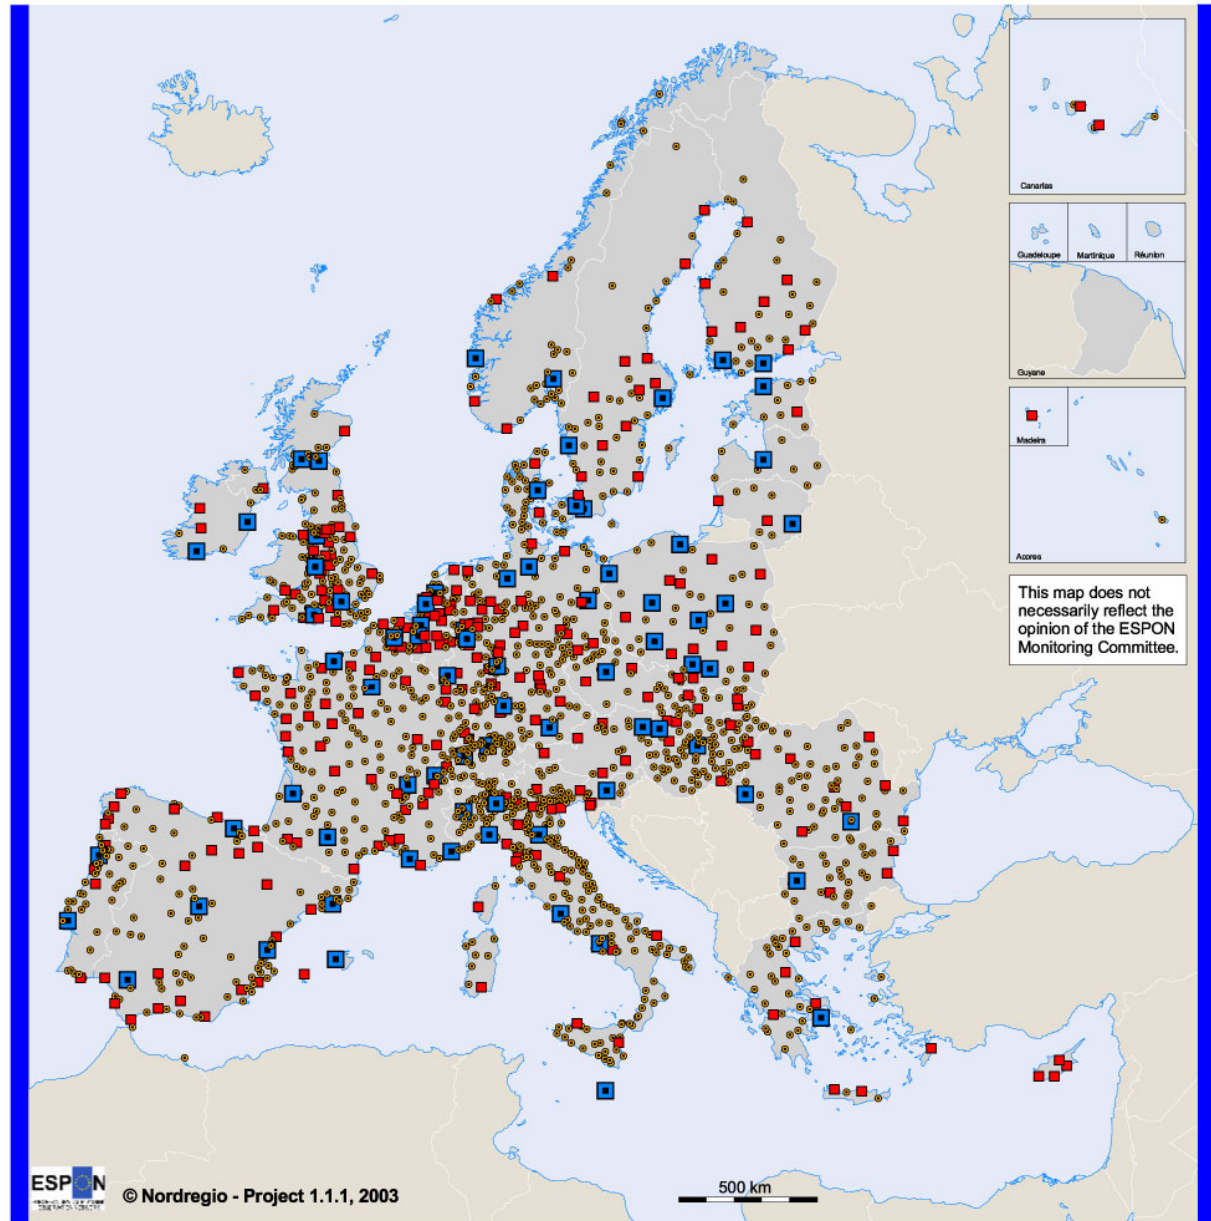 Canarias
Guadeloupe
Martinique
Réunion
Guyane
Madeira
Acores
This map does not
necessarily reflect the
opinion of the ESPON
Monitoring Committee.
ESPON
© Nordregio - Project 1.1.1, 2003
500 km